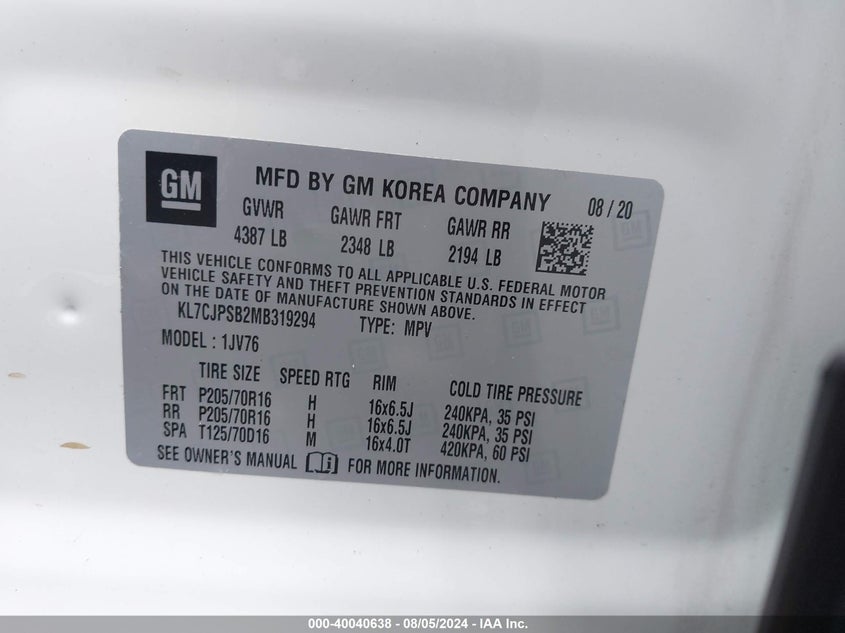 GM
MFD BY GM KOREA COMPANY 08 / 20
GVWR GAWR FRT GAWR RR
4387 LB 2348 LB 2194 LB
THIS VEHICLE CONFORMS TO ALL APPLICABLE U.S. FEDERAL MOTOR
VEHICLE SAFETY AND THEFT PREVENTION STANDARDS IN EFFECT
ON THE DATE OF MANUFACTURE SHOWN ABOVE.
KL7CJPSB2MB319294 TYPE: MPV
MODEL : 1JV76
TIRE SIZE SPEED RTG RIM COLD TIRE PRESSURE
FRT P205/70R16 H 16x6.5J 240KPA, 35 PSI
RR P205/70R16 H 16x6.5J 240KPA, 35 PSI
SPA T125/70D16 M 16x4.0T 420KPA, 60 PSI
SEE OWNER'S MANUAL FOR MORE INFORMATION.
000-40040638 - 08/05/2024 - IAA Inc.